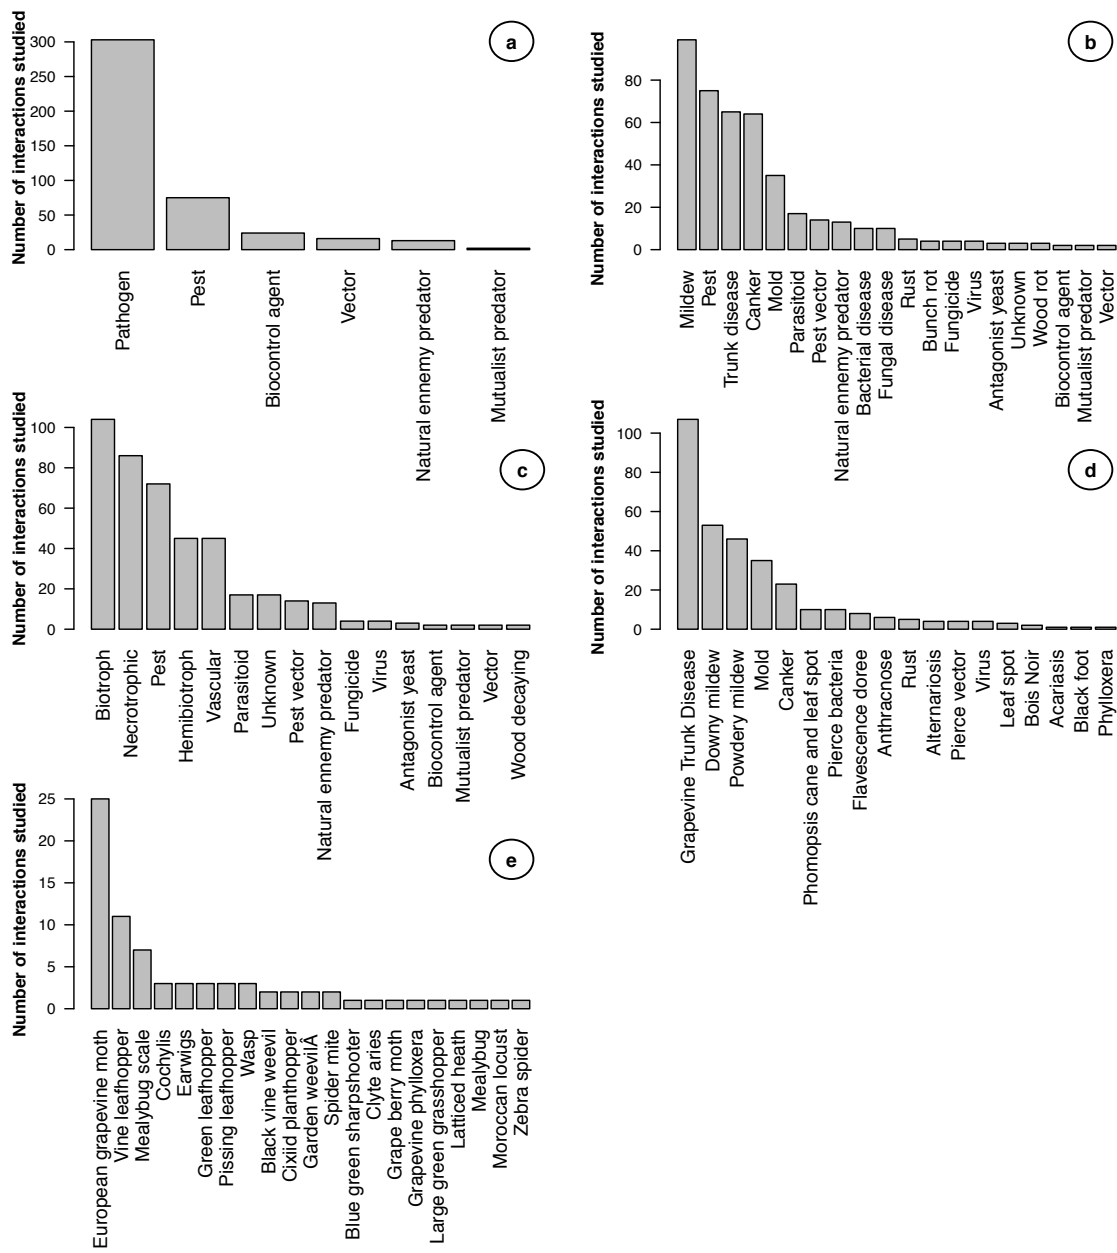 a
Number of interactions studied
300
250
200
150
100
50
0
Pathogen
Pest
Biocontrol agent
Vector
Natural ennemy predator
Mutualist predator
b
Number of interactions studied
80
60
40
20
0
Mildew
Pest
Trunk disease
Canker
Mold
Parasitoid
Pest vector
Natural ennemy predator
Bacterial disease
Fungal disease
Rust
Bunch rot
Fungicide
Virus
Antagonist yeast
Unknown
Wood rot
Biocontrol agent
Mutualist predator
Vector
c
Number of interactions studied
100
80
60
40
20
0
Biotroph
Necrotrophic
Pest
Hemibiotroph
Vascular
Parasitoid
Unknown
Pest vector
Natural ennemy predator
Fungicide
Virus
Antagonist yeast
Biocontrol agent
Mutualist predator
Vector
Wood decaying
d
Number of interactions studied
100
80
60
40
20
0
Grapevine Trunk Disease
Downy mildew
Powdery mildew
Mold
Canker
Phomopsis cane and leaf spot
Pierce bacteria
Flavescence doree
Anthracnose
Rust
Alternariosis
Pierce vector
Virus
Leaf spot
Bois Noir
Acariasis
Black foot
Phylloxera
e
Number of interactions studied
25
20
15
10
5
0
European grapevine moth
Vine leafhopper
Mealybug scale
Cochylis
Earwigs
Green leafhopper
Pissing leafhopper
Wasp
Black vine weevil
Cixiid planthopper
Garden weevilÂ
Spider mite
Blue green sharpshooter
Clyte aries
Grape berry moth
Grapevine phylloxera
Large green grasshopper
Latticed heath
Mealybug
Moroccan locust
Zebra spider